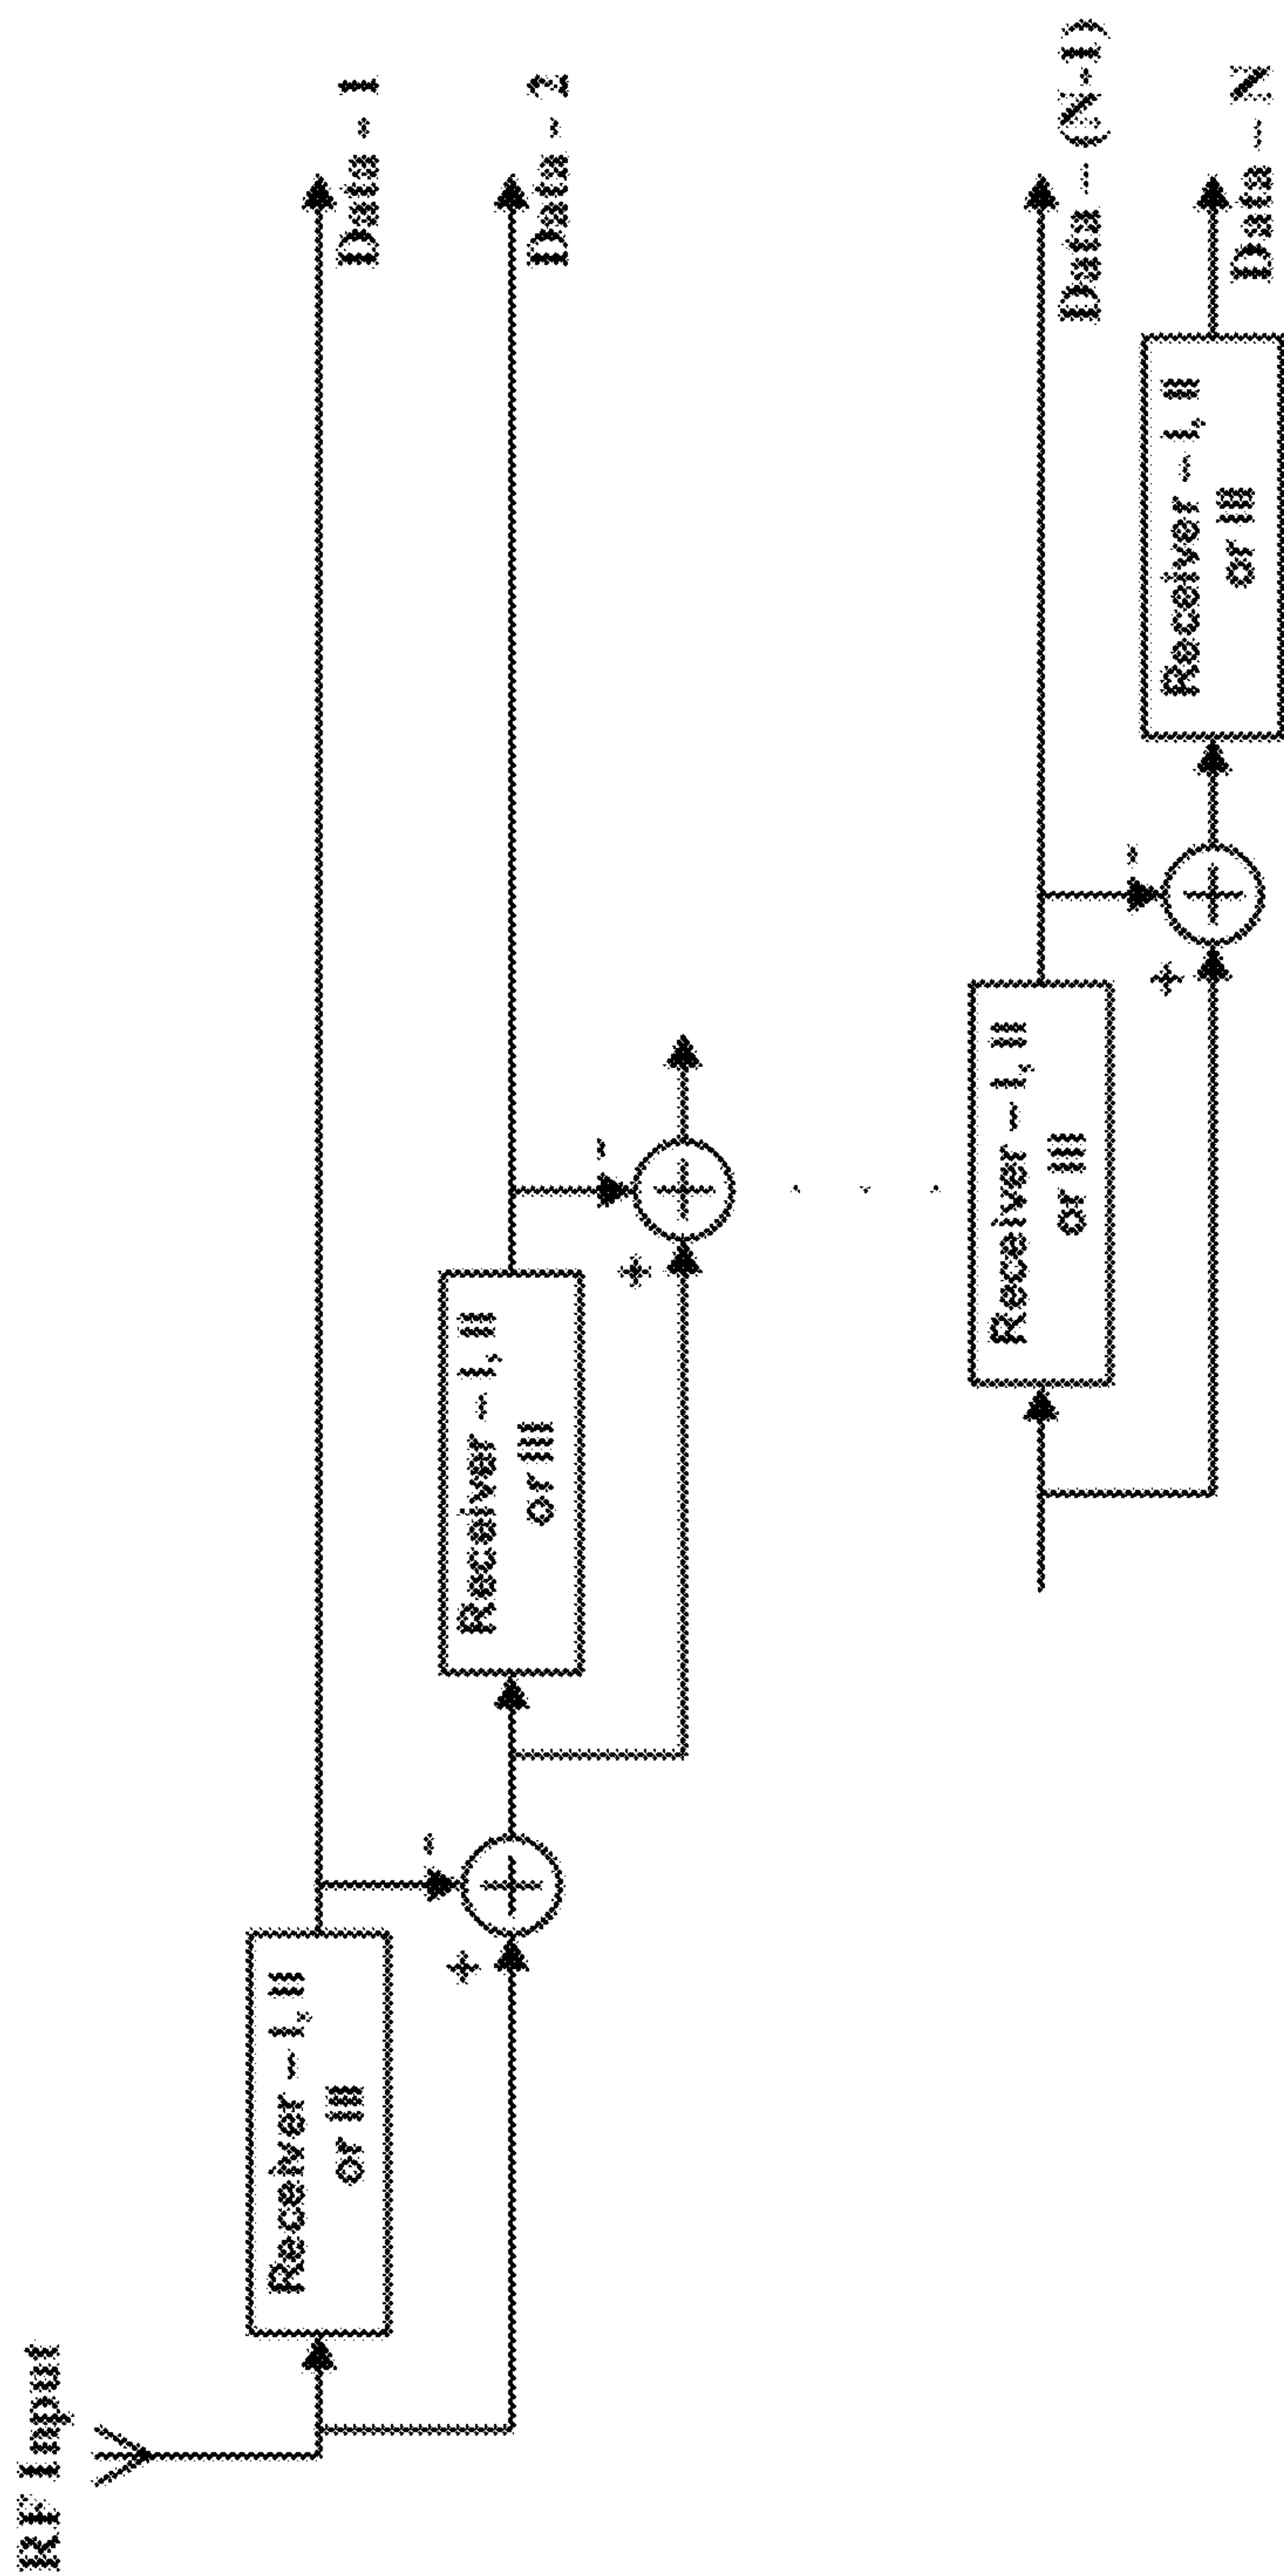 RF Input
Receiver – I, II
or III
Data – 1
-
+
Receiver – I, II
or III
Data – 2
-
+
. . .
Receiver – I, II
or III
Data – (N-1)
-
+
Receiver – I, II
or III
Data – N